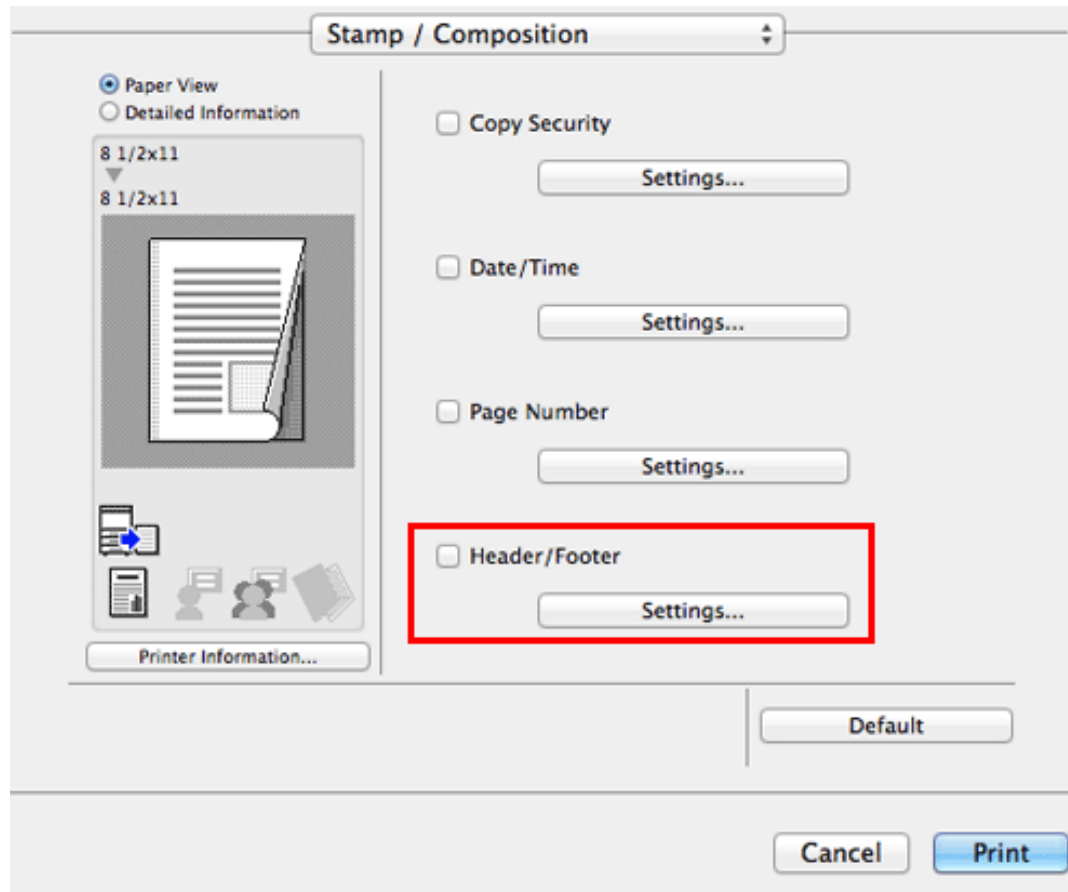 Stamp / Composition
Paper View
Detailed Information
8 1/2x11
8 1/2x11
Printer Information...
Copy Security
Settings...
Date/Time
Settings...
Page Number
Settings...
Header/Footer
Settings...
Default
Cancel
Print